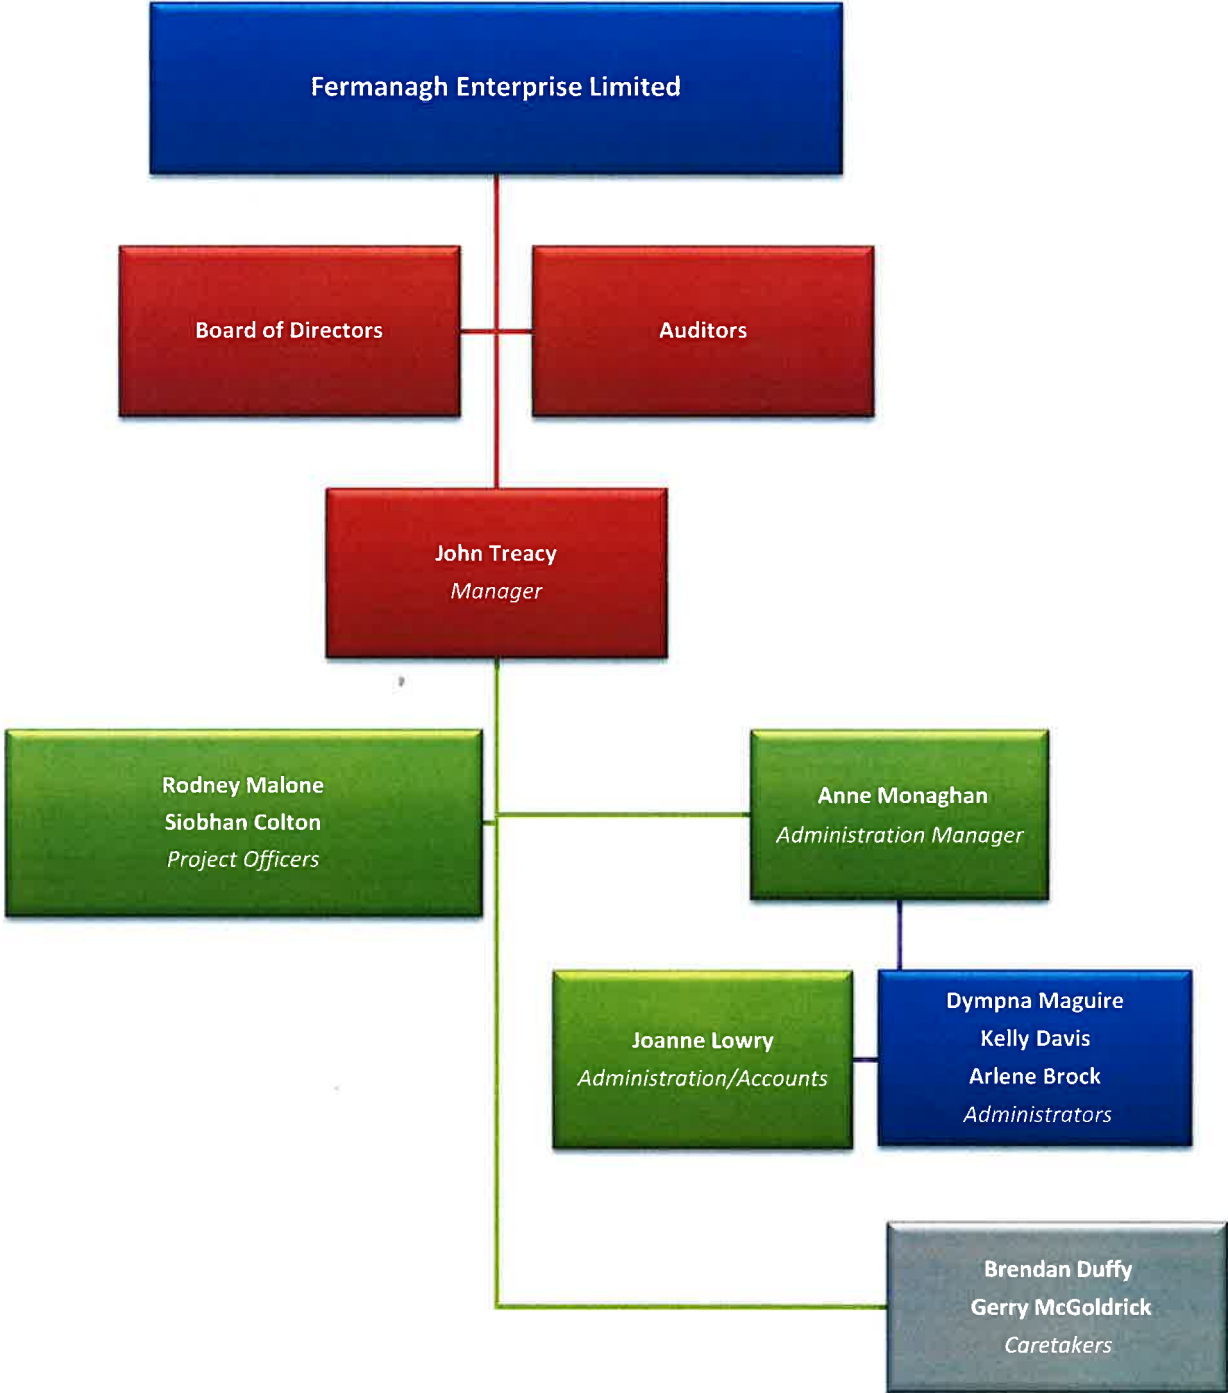 Fermanagh Enterprise Limited
Board of Directors
Auditors
John Treacy
Manager
Rodney Malone
Siobhan Colton
Project Officers
Anne Monaghan
Administration Manager
Joanne Lowry
Administration/Accounts
Dympna Maguire
Kelly Davis
Arlene Brock
Administrators
Brendan Duffy
Gerry McGoldrick
Caretakers